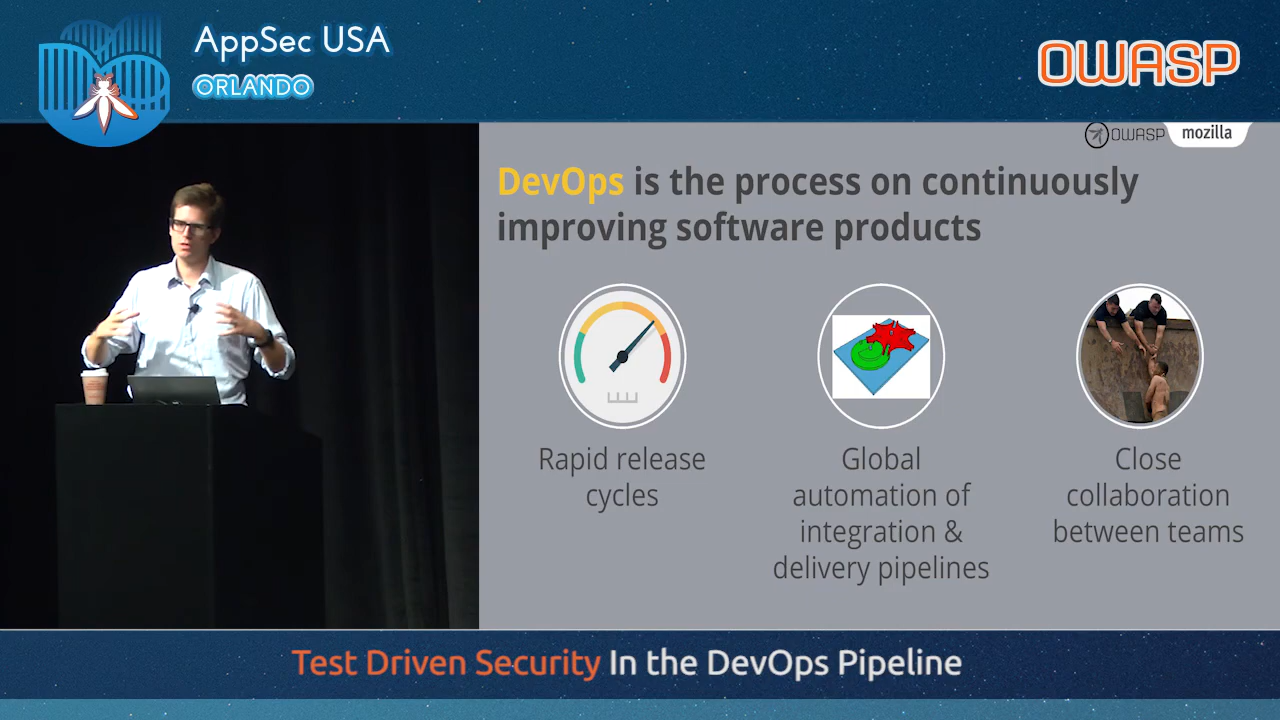 AppSec USA
ORLANDO
OWASP
OWASP
mozilla
DevOps is the process on continuously
improving software products
Rapid release
cycles
Global
automation of
integration &
delivery pipelines
Close
collaboration
between teams
Test Driven Security In the DevOps Pipeline